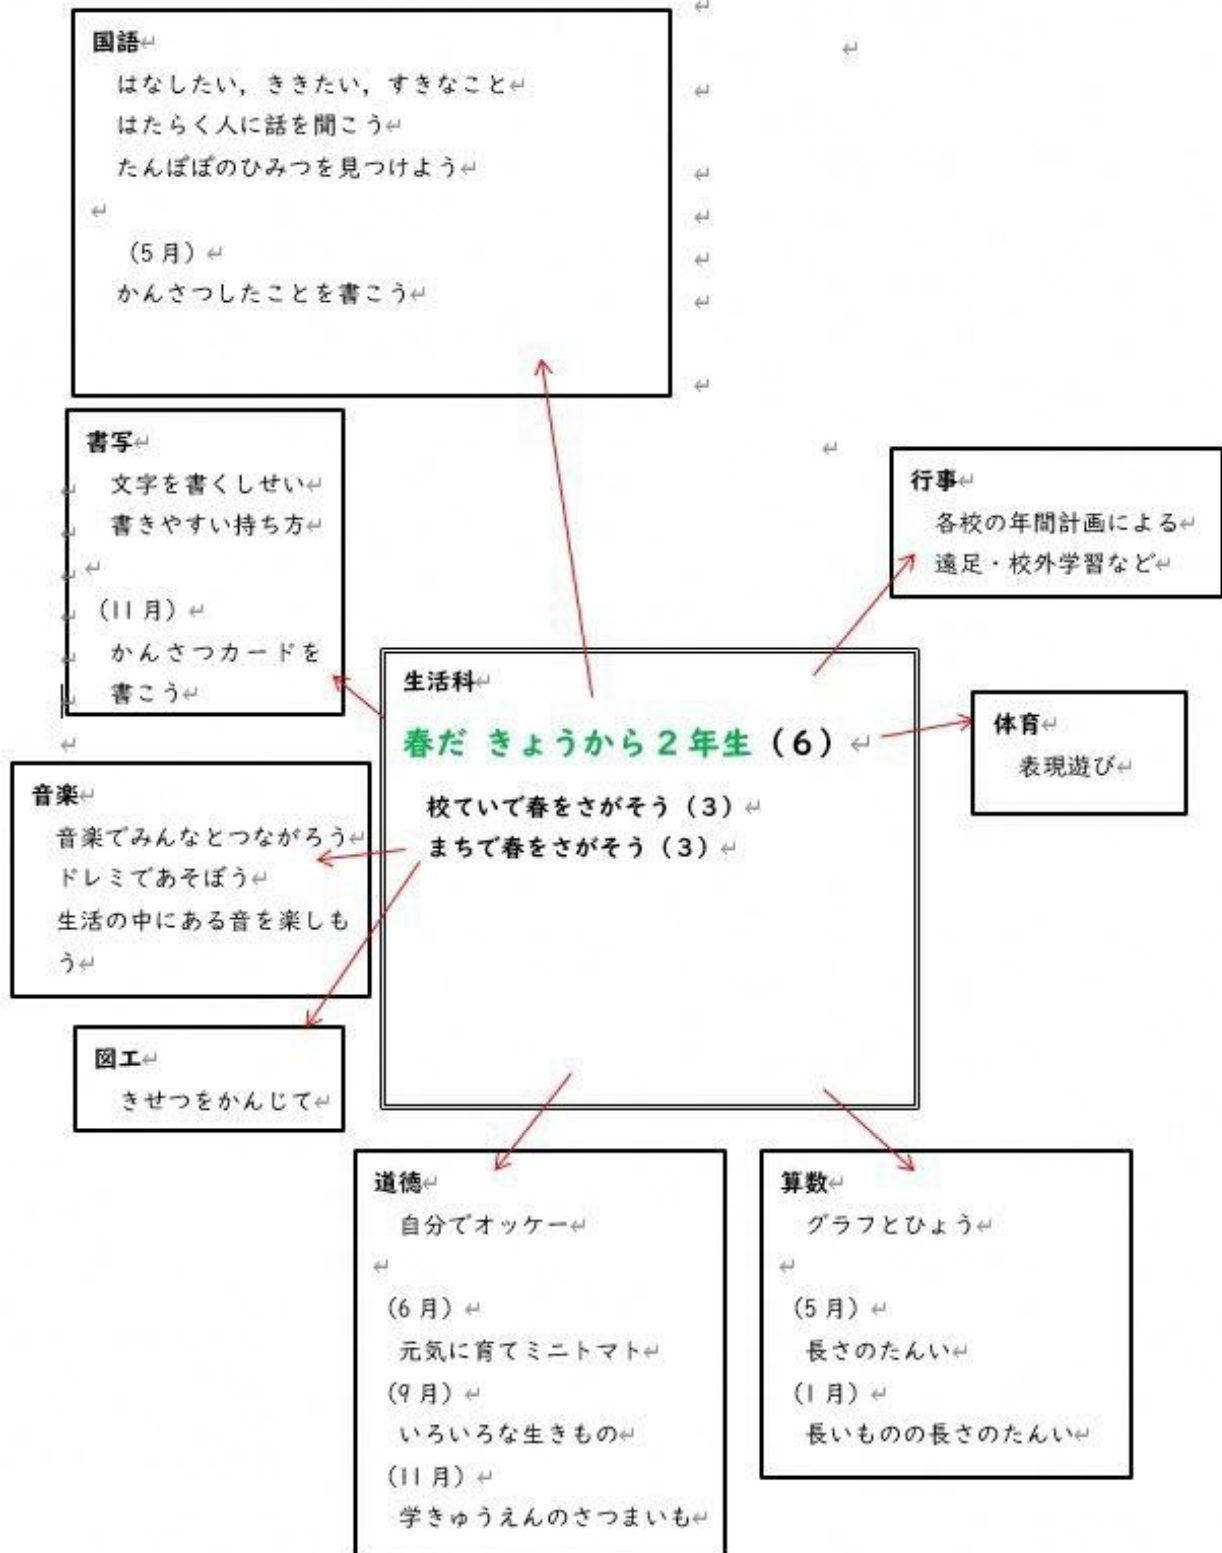 国語
はなしたい，ききたい，すきなこと
はたらく人に話を聞こう
たんぽぽのひみつを見つけよう
（5月）
かんさつしたことを書こう
書写
文字を書くしせい
書きやすい持ち方
（11月）
かんさつカードを
書こう
行事
各校の年間計画による
遠足・校外学習など
生活科
春だ きょうから２年生（６）
校ていで春をさがそう（３）
まちで春をさがそう（３）
体育
表現遊び
音楽
音楽でみんなとつながろう
ドレミであそぼう
生活の中にある音を楽しも
う
図工
きせつをかんじて
道徳
自分でオッケー
（6月）
元気に育てミニトマト
（9月）
いろいろな生きもの
（11月）
学きゅうえんのさつまいも
算数
グラフとひょう
（5月）
長さのたんい
（1月）
長いものの長さのたんい